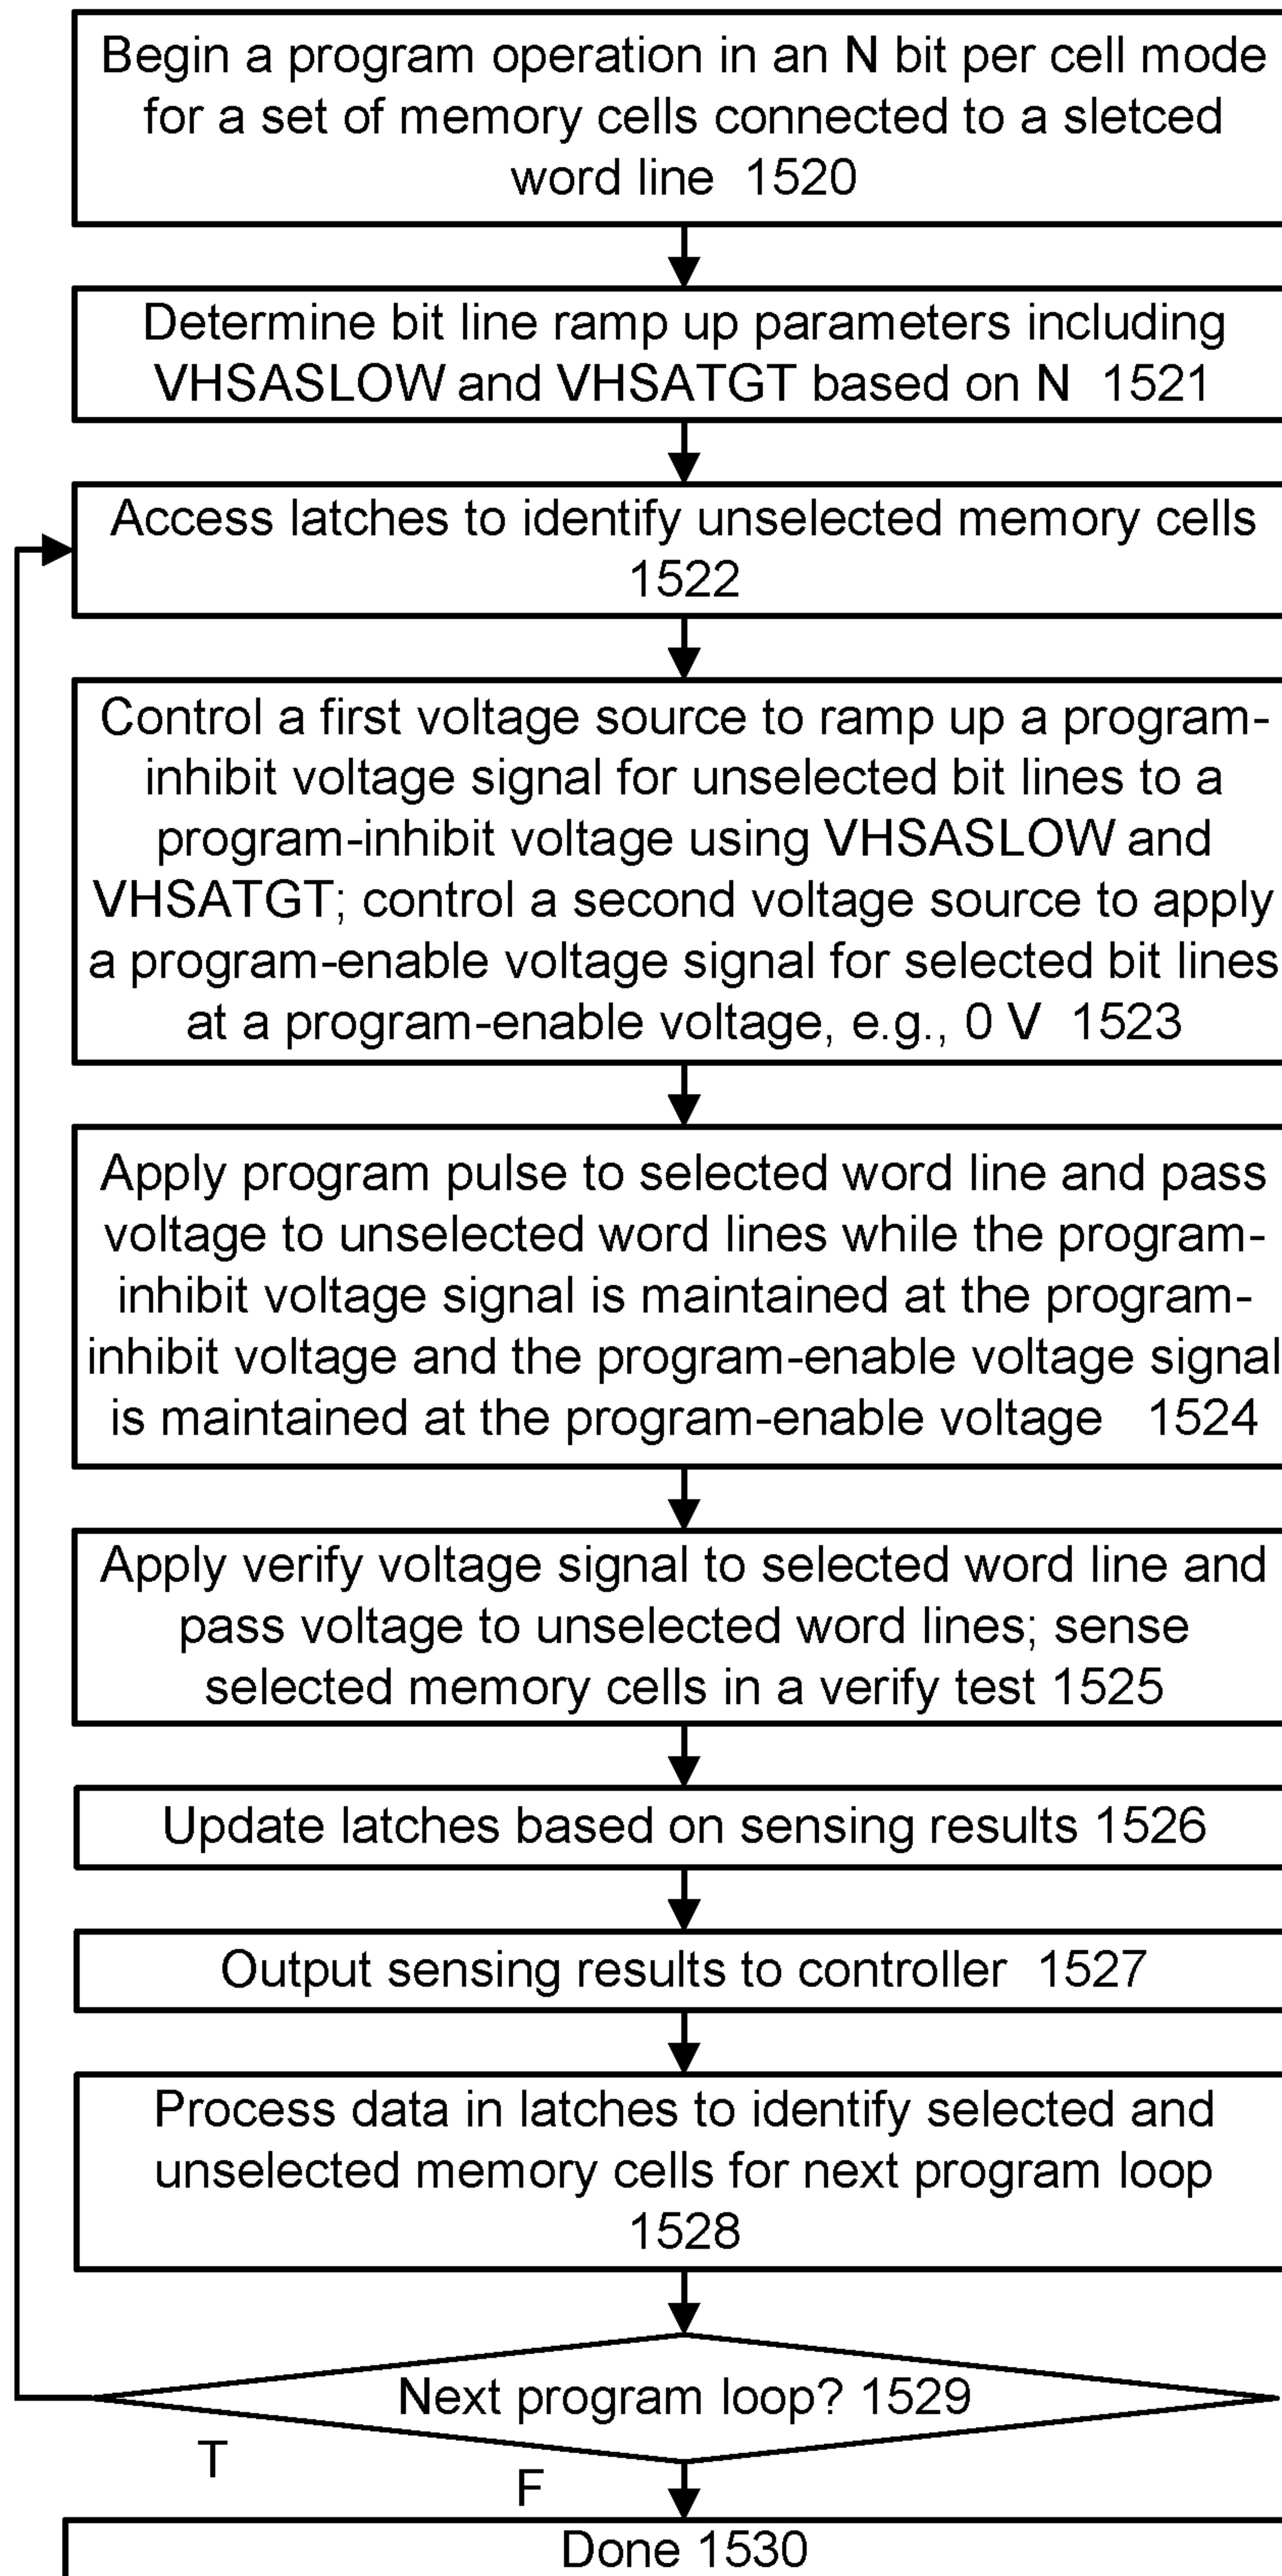 Begin a program operation in an N bit per cell mode
for a set of memory cells connected to a sletced
word line 1520
Determine bit line ramp up parameters including
VHSASLOW and VHSATGT based on N 1521
Access latches to identify unselected memory cells
1522
Control a first voltage source to ramp up a program-
inhibit voltage signal for unselected bit lines to a
program-inhibit voltage using VHSASLOW and
VHSATGT; control a second voltage source to apply
a program-enable voltage signal for selected bit lines
at a program-enable voltage, e.g., 0 V 1523
Apply program pulse to selected word line and pass
voltage to unselected word lines while the program-
inhibit voltage signal is maintained at the program-
inhibit voltage and the program-enable voltage signal
is maintained at the program-enable voltage 1524
Apply verify voltage signal to selected word line and
pass voltage to unselected word lines; sense
selected memory cells in a verify test 1525
Update latches based on sensing results 1526
Output sensing results to controller 1527
Process data in latches to identify selected and
unselected memory cells for next program loop
1528
Next program loop? 1529
T
F
Done 1530